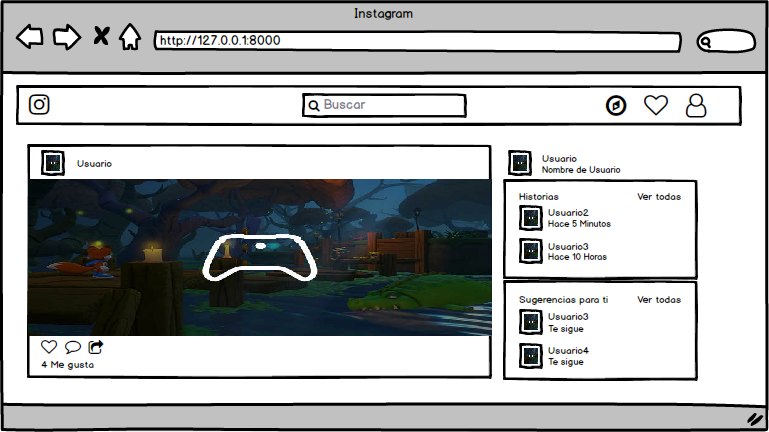 Instagram
http://127.0.0.1:8000
Buscar
Usuario
4 Me gusta
Usuario
Nombre de Usuario
Historias Ver todas
Usuario2
Hace 5 Minutos
Usuario3
Hace 10 Horas
Sugerencias para ti Ver todas
Usuario3
Te sigue
Usuario4
Te sigue